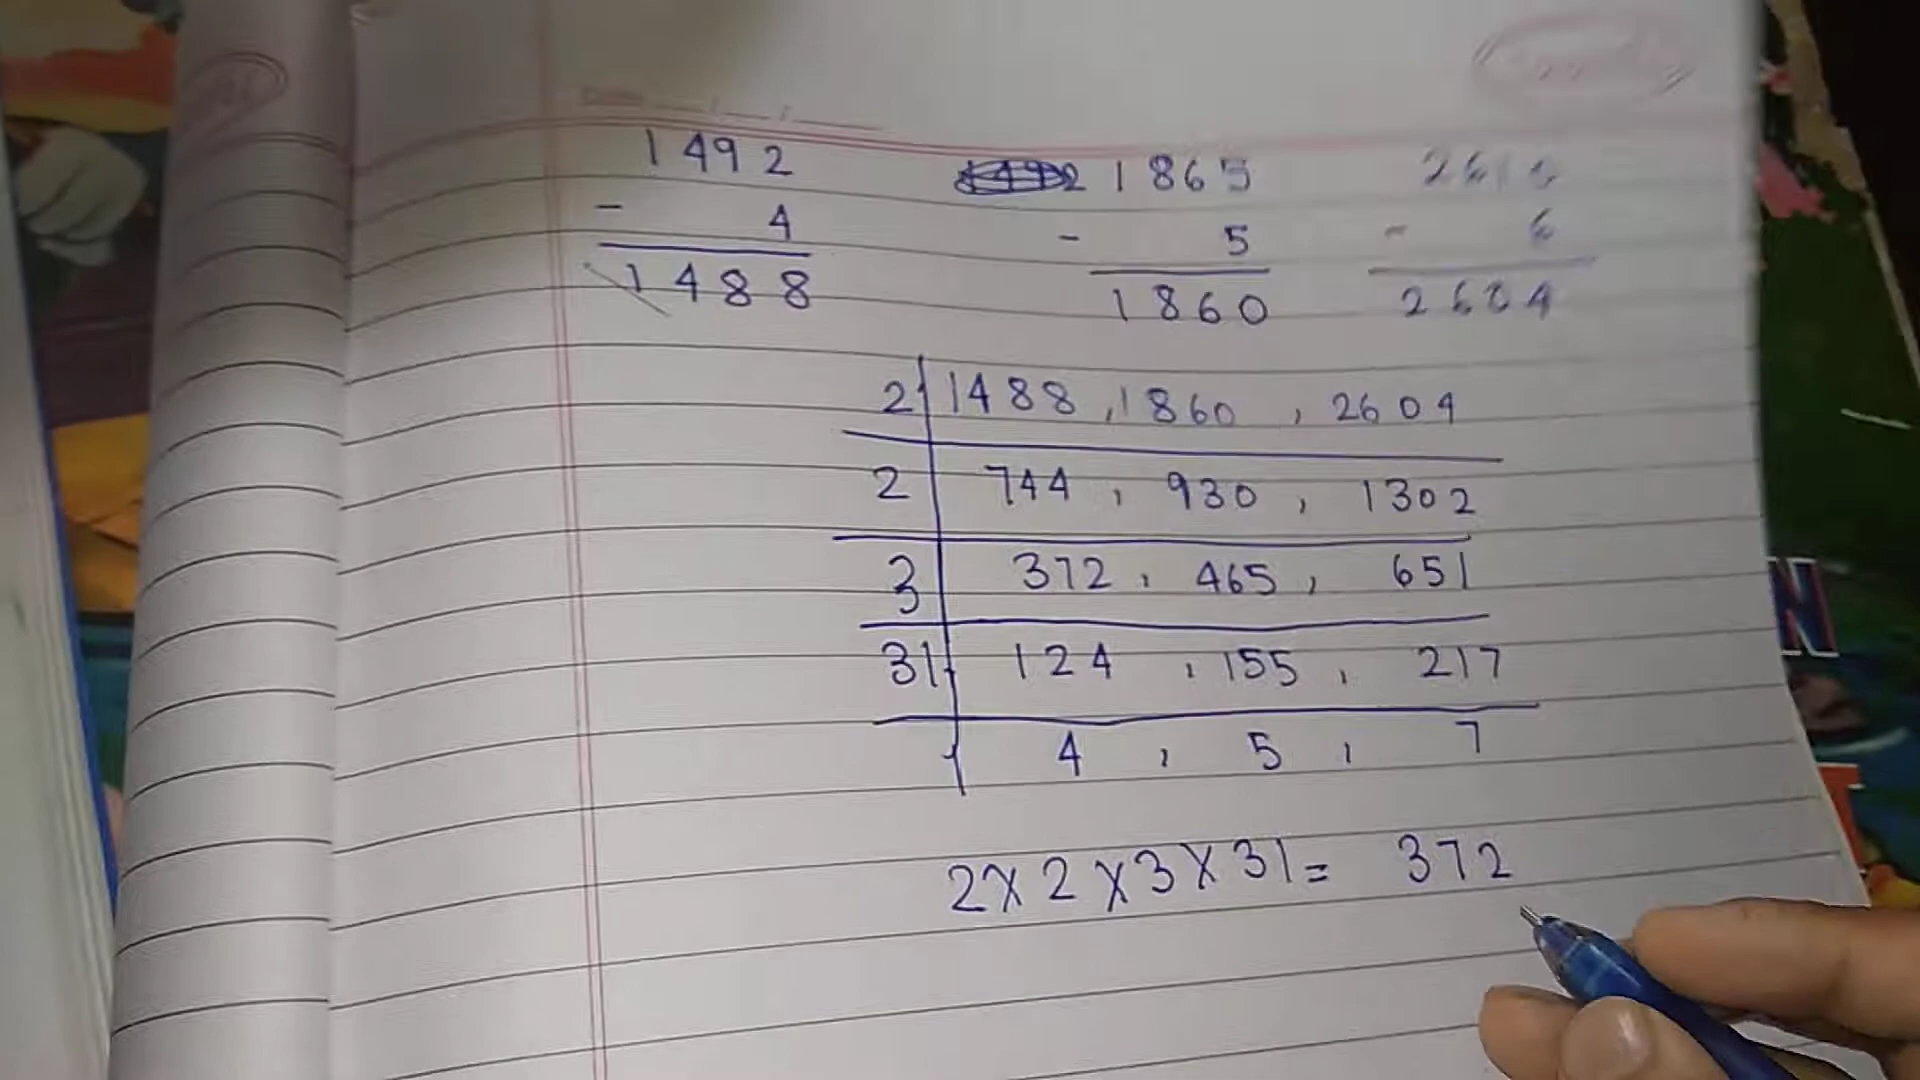 1492 1865 2610
- 4 - 5 - 6
1488 1860 2604
2 1488, 1860, 2604
2 744, 930, 1302
3 372, 465, 651
31 124, 155, 217
4, 5, 7
2 X 2 X 3 X 31 = 372